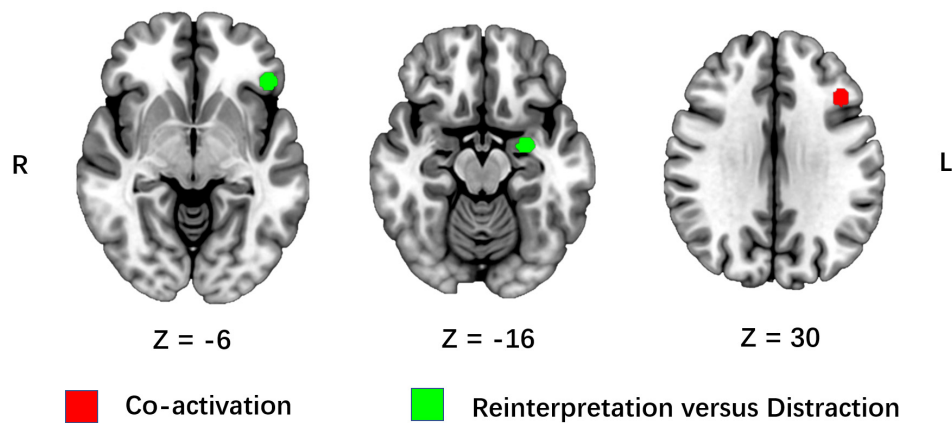 R
L
Z = -6
Z = -16
Z = 30
Co-activation
Reinterpretation versus Distraction